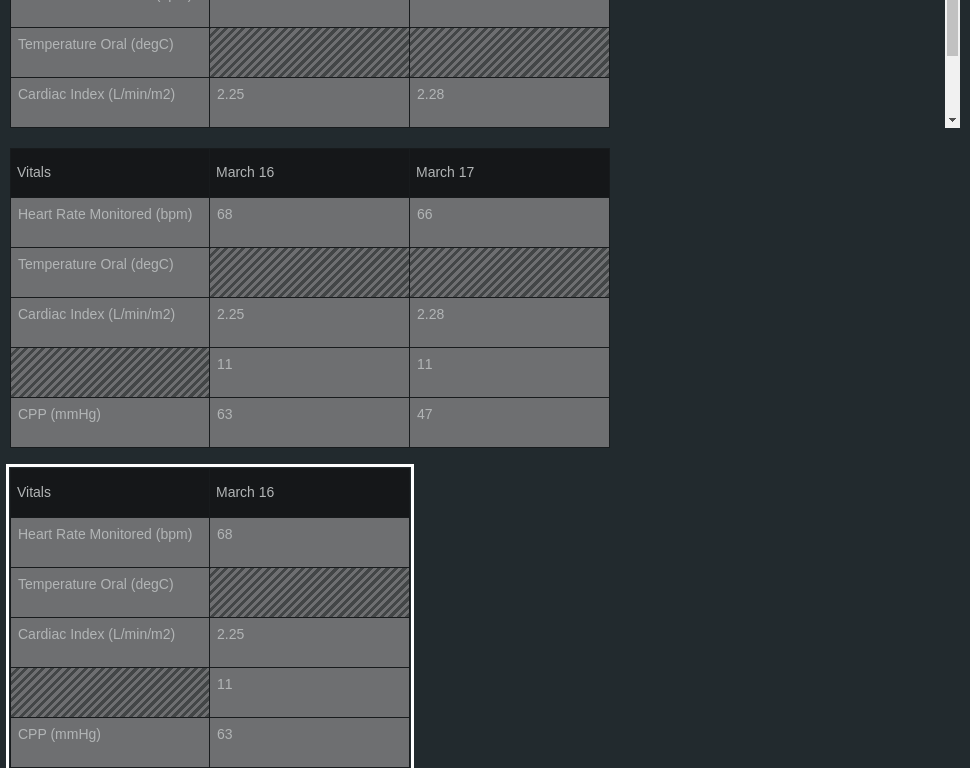 Temperature Oral (degC)
Cardiac Index (L/min/m2) 2.25 2.28
Vitals March 16 March 17
Heart Rate Monitored (bpm) 68 66
Temperature Oral (degC)
Cardiac Index (L/min/m2) 2.25 2.28
11 11
CPP (mmHg) 63 47
Vitals March 16
Heart Rate Monitored (bpm) 68
Temperature Oral (degC)
Cardiac Index (L/min/m2) 2.25
11
CPP (mmHg) 63